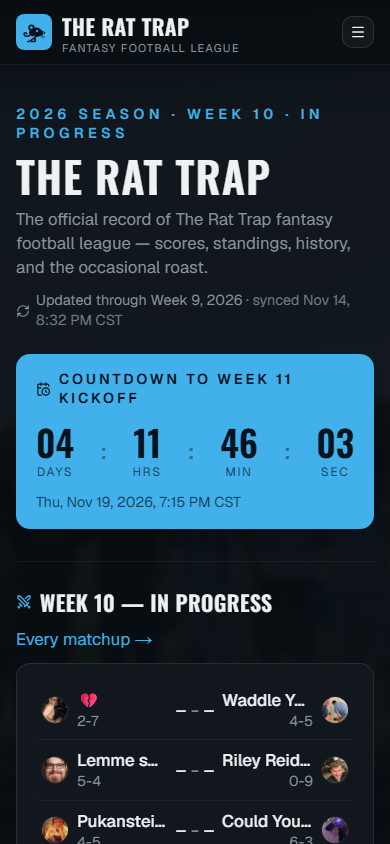 THE RAT TRAP
FANTASY FOOTBALL LEAGUE
2026 SEASON · WEEK 10 · IN
PROGRESS
THE RAT TRAP
The official record of The Rat Trap fantasy
football league — scores, standings, history,
and the occasional roast.
Updated through Week 9, 2026 · synced Nov 14,
8:32 PM CST
COUNTDOWN TO WEEK 11
KICKOFF
04 : 11 : 46 : 03
DAYS HRS MIN SEC
Thu, Nov 19, 2026, 7:15 PM CST
WEEK 10 — IN PROGRESS
Every matchup →
💔 – - – Waddle Y...
2-7 4-5
Lemme s... – - – Riley Reid...
5-4 0-9
Pukanstei... – - – Could You...
4-5 6-3